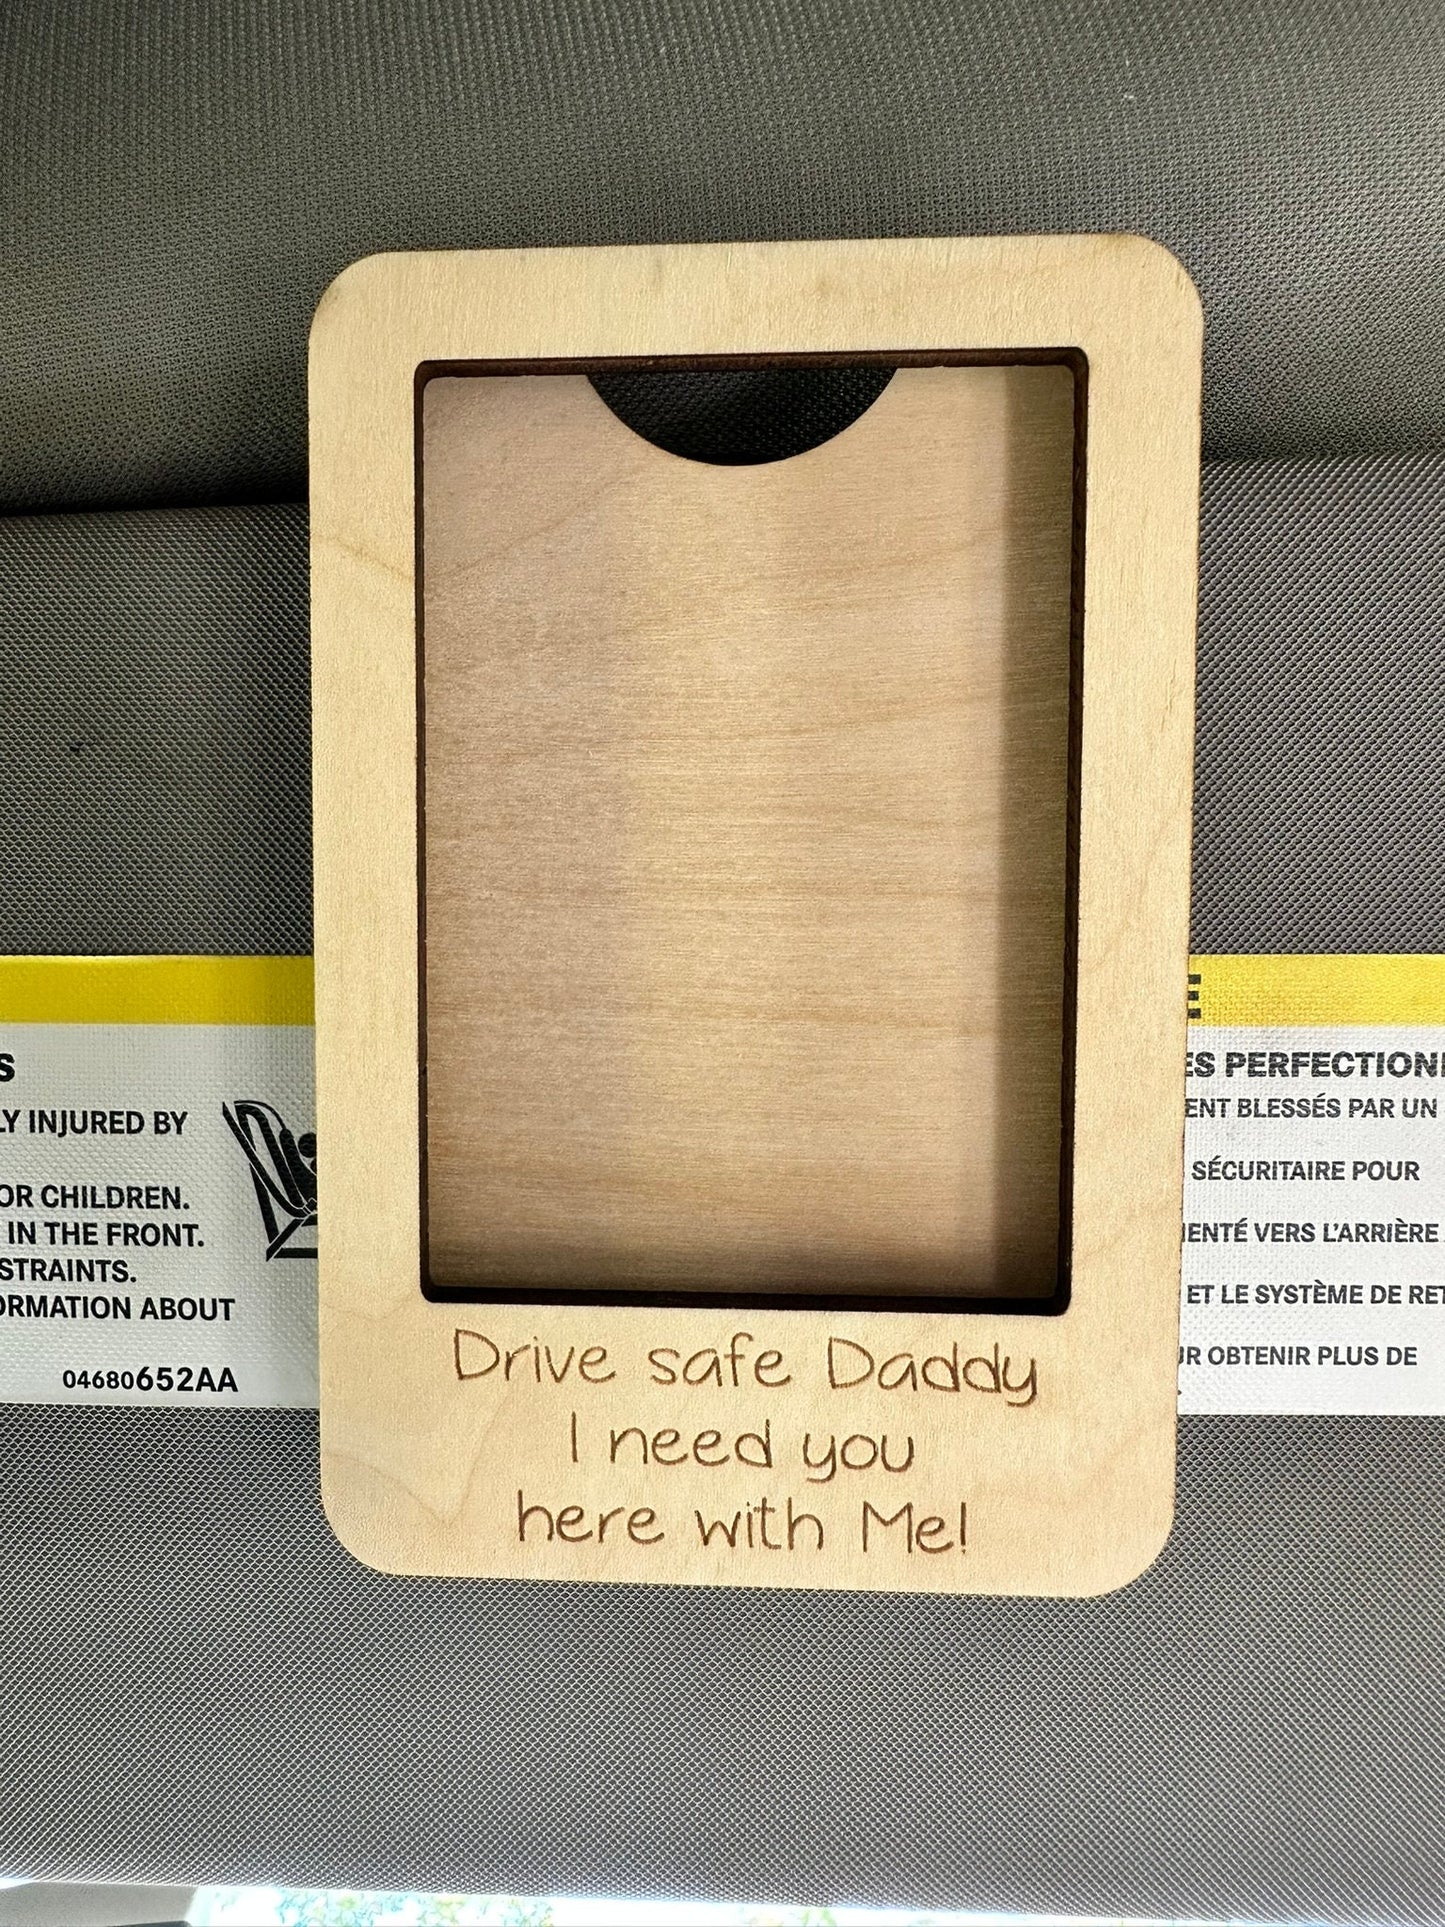 S
LY INJURED BY
OR CHILDREN.
IN THE FRONT.
STRAINTS.
ORMATION ABOUT
04680652AA
E
ES PERFECTION
ENT BLESSÉS PAR UN
SÉCURITAIRE POUR
IENTÉ VERS L'ARRIÈRE
ET LE SYSTÈME DE RET
UR OBTENIR PLUS DE
Drive safe Daddy
I need you
here with Me!